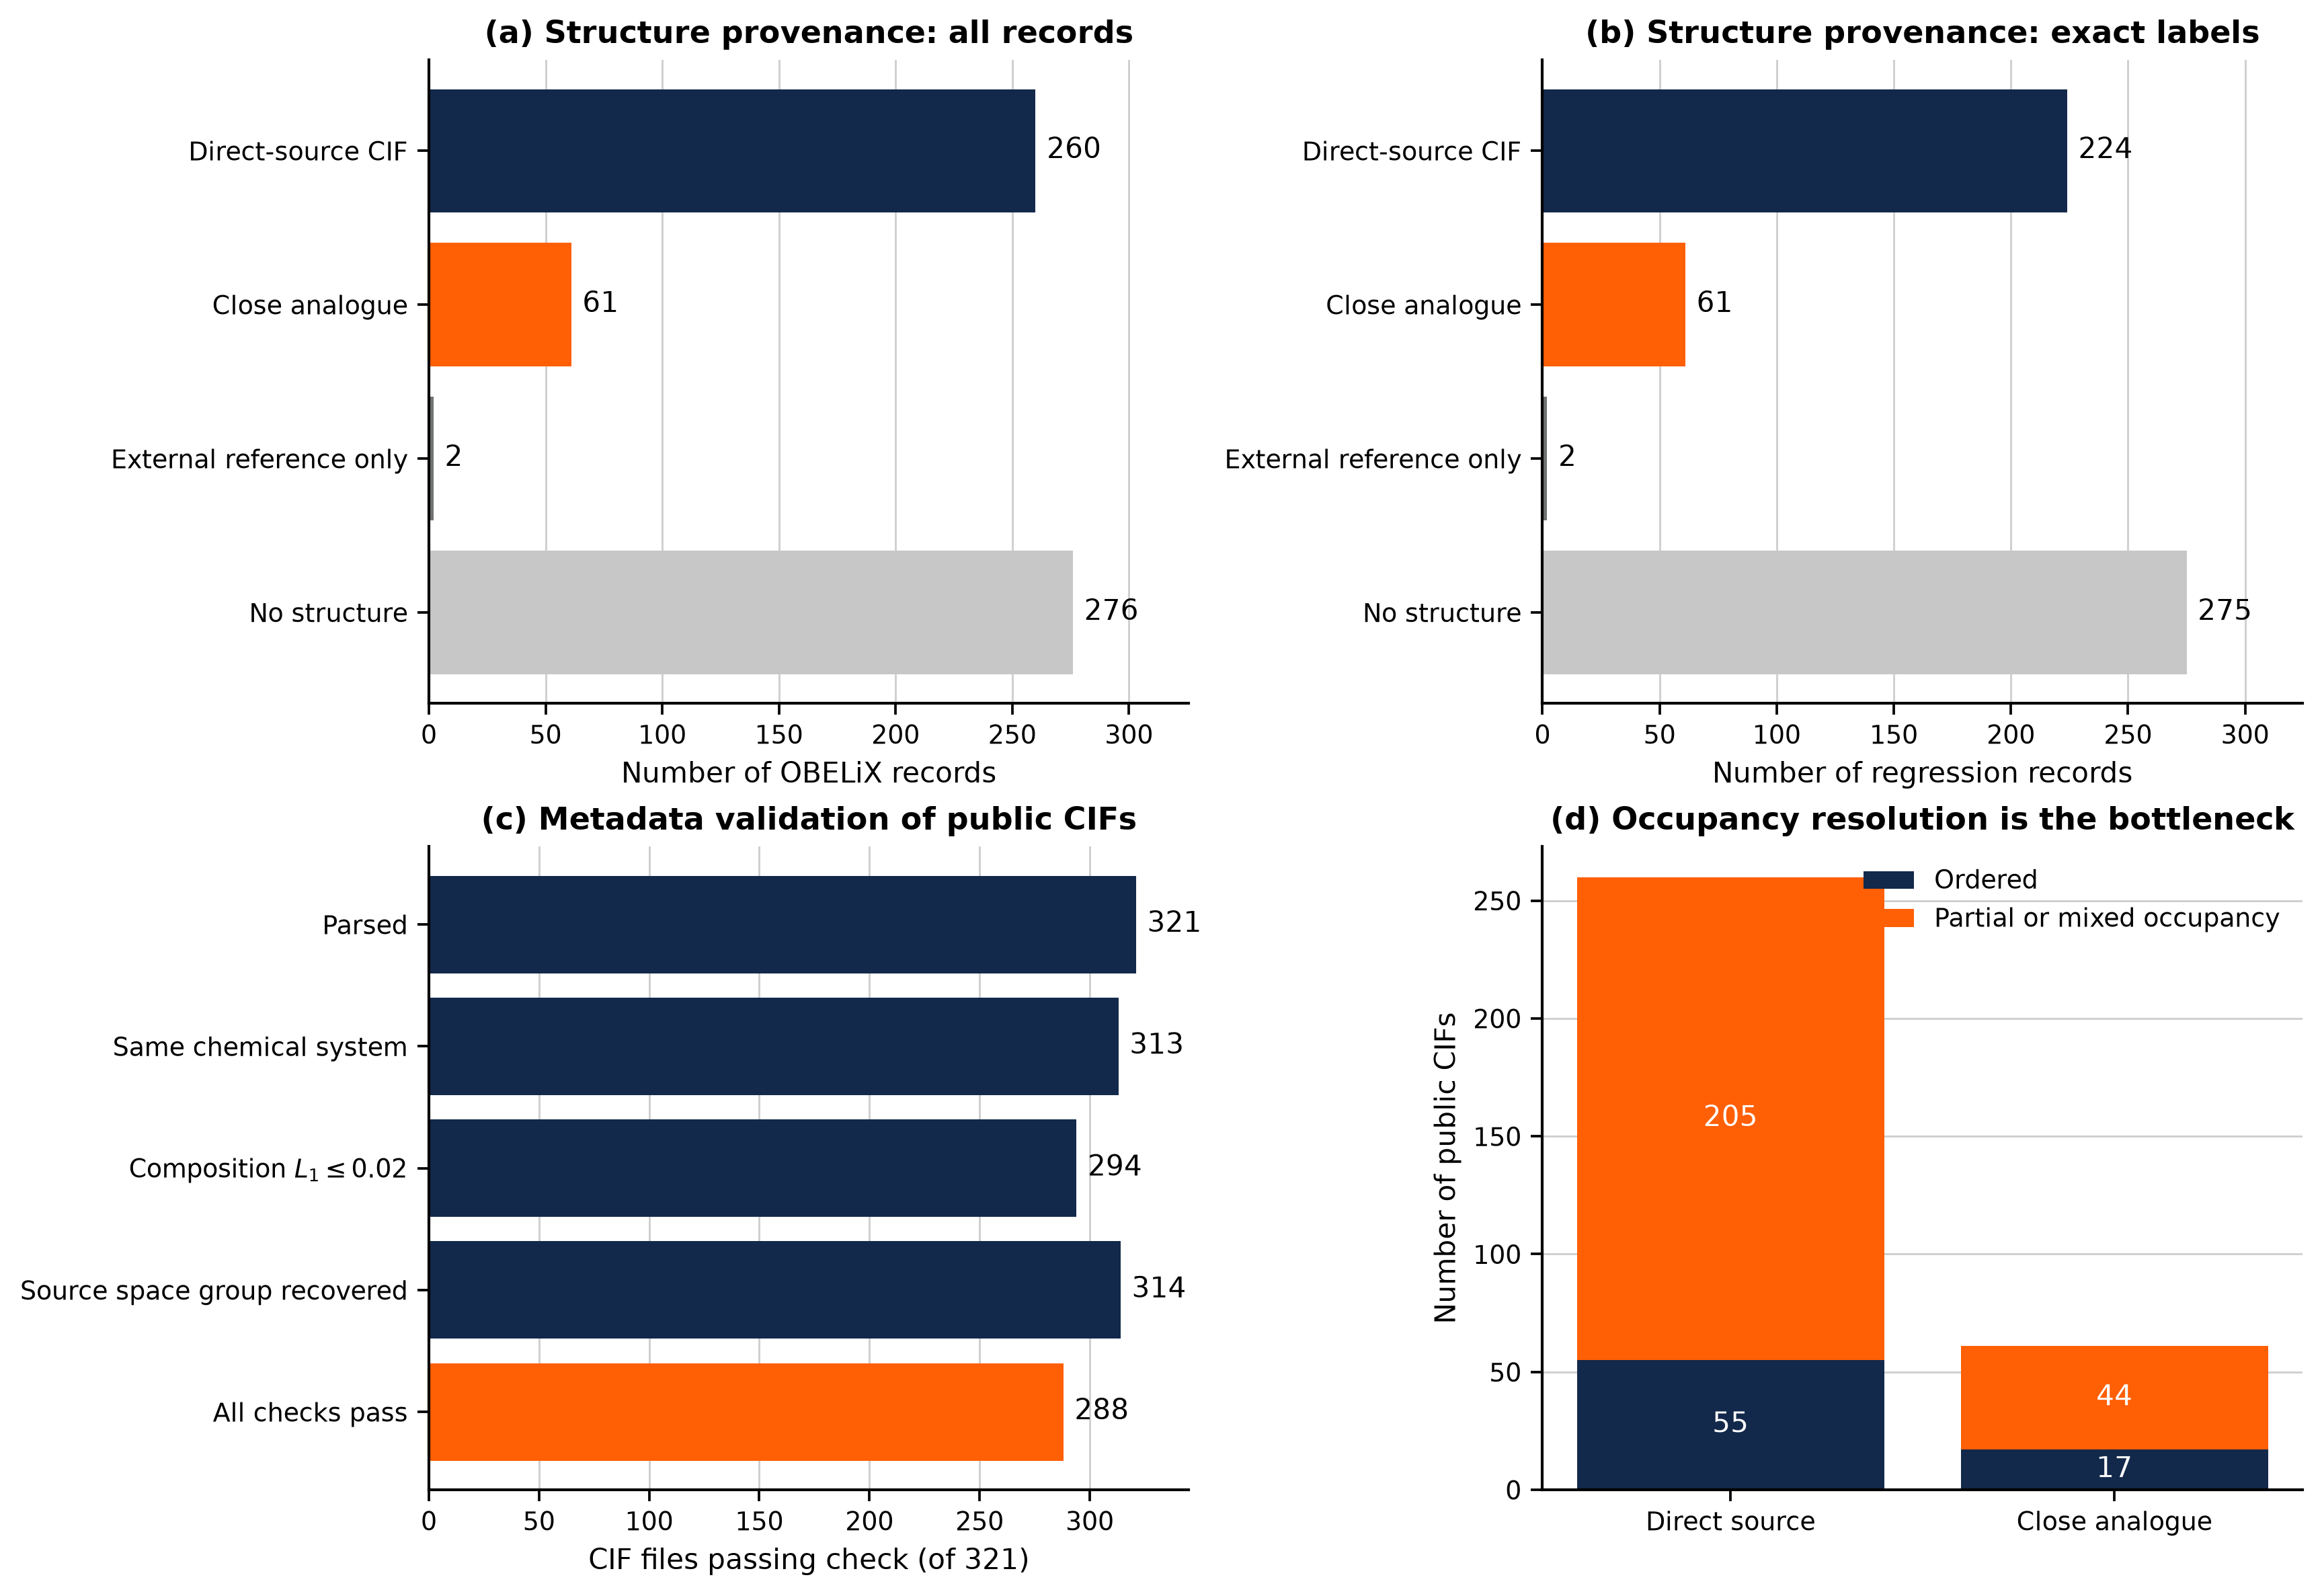 (a) Structure provenance: all records
Direct-source CIF
260
Close analogue
61
External reference only
2
No structure
276
0 50 100 150 200 250 300
Number of OBELiX records
(b) Structure provenance: exact labels
Direct-source CIF
224
Close analogue
61
External reference only
2
No structure
275
0 50 100 150 200 250 300
Number of regression records
(c) Metadata validation of public CIFs
Parsed
321
Same chemical system
313
Composition L₁ ≤ 0.02
294
Source space group recovered
314
All checks pass
288
0 50 100 150 200 250 300
CIF files passing check (of 321)
(d) Occupancy resolution is the bottleneck
Ordered
Partial or mixed occupancy
Number of public CIFs
250
200
150
100
50
0
205
55
44
17
Direct source
Close analogue